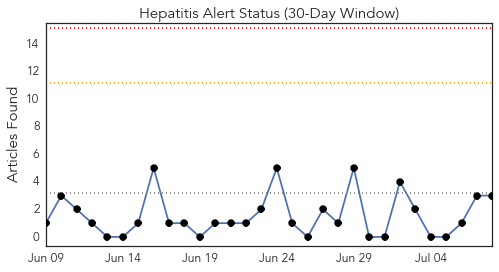 Hepatitis Alert Status (30-Day Window)
Articles Found
14
12
10
8
6
4
2
0
Jun 09
Jun 14
Jun 19
Jun 24
Jun 29
Jul 04